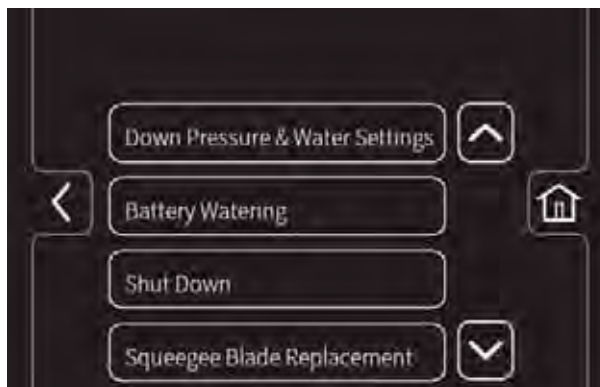 Down Pressure & Water Settings
Battery Watering
Shut Down
Squeegee Blade Replacement